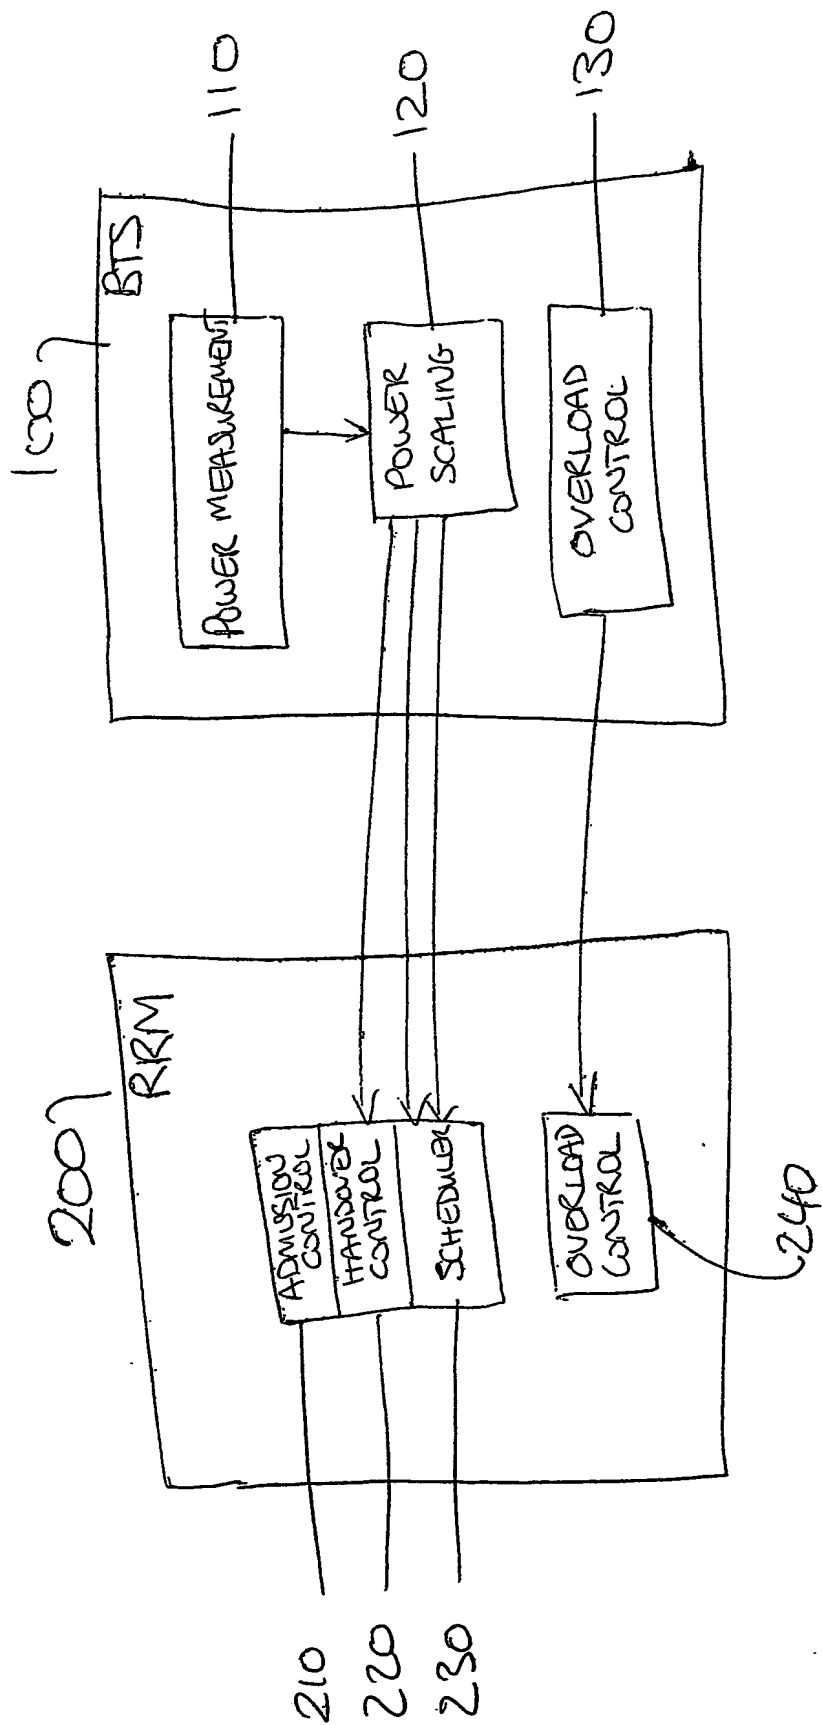 200
100
RRM
BTS
POWER MEASUREMENT
110
210
ADMISSION
CONTROL
220
HANDOVER
CONTROL
230
SCHEDULER
POWER
SCALING
120
OVERLOAD
CONTROL
240
OVERLOAD
CONTROL
130